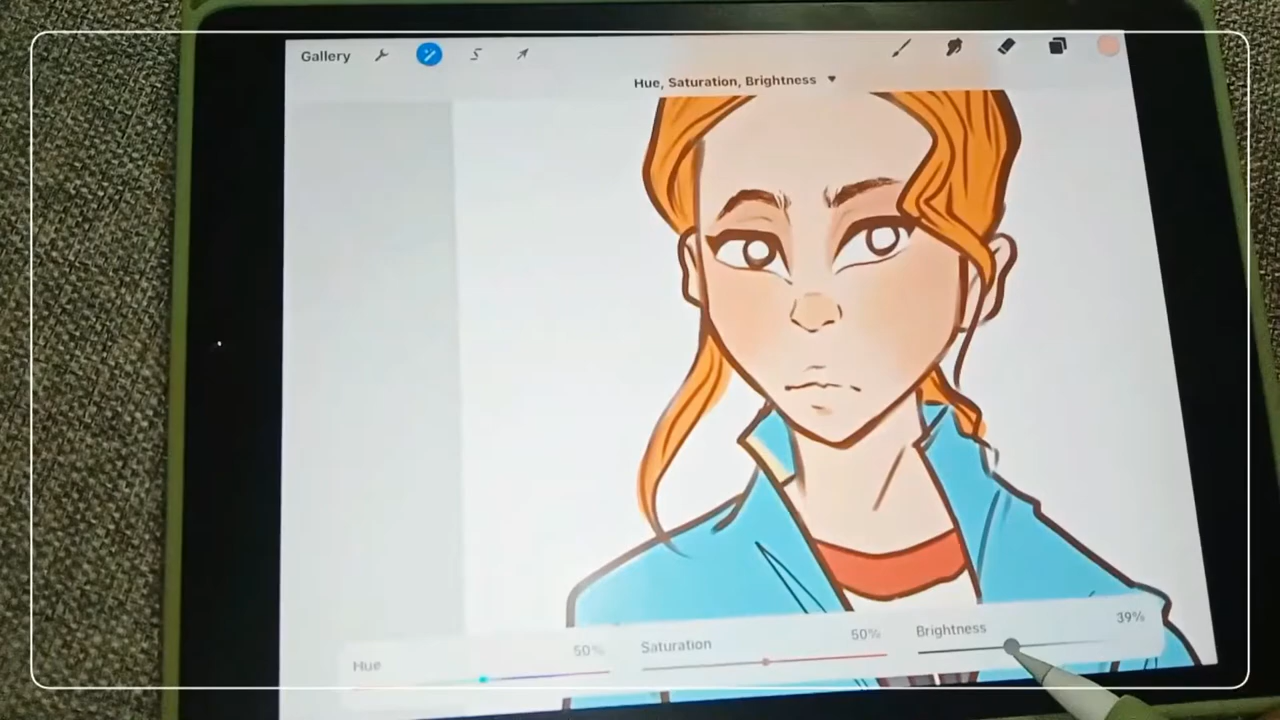 Gallery
Hue, Saturation, Brightness
Hue 50%
Saturation 50%
Brightness 39%